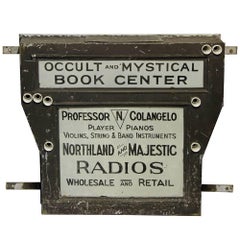 OCCULT AND MYSTICAL
BOOK CENTER
PROFESSOR N. COLANGELO
PLAYER PIANOS
VIOLINS, STRING & BAND INSTRUMENTS
NORTHLAND AND MAJESTIC
RADIOS
WHOLESALE AND RETAIL